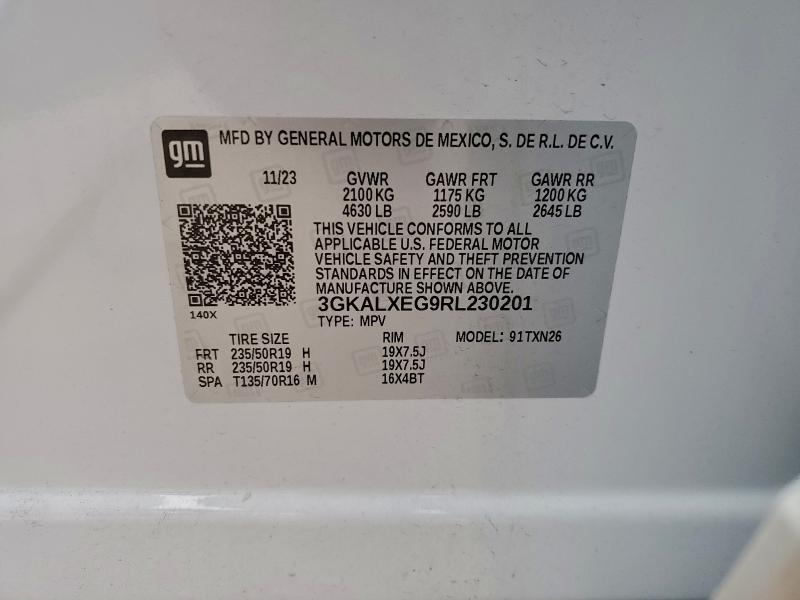 gm MFD BY GENERAL MOTORS DE MEXICO, S. DE R.L. DE C.V.
11/23 GVWR GAWR FRT GAWR RR
2100 KG 1175 KG 1200 KG
4630 LB 2590 LB 2645 LB
THIS VEHICLE CONFORMS TO ALL
APPLICABLE U.S. FEDERAL MOTOR
VEHICLE SAFETY AND THEFT PREVENTION
STANDARDS IN EFFECT ON THE DATE OF
MANUFACTURE SHOWN ABOVE.
3GKALXEG9RL230201
140X
TYPE: MPV
TIRE SIZE RIM MODEL: 91TXN26
FRT 235/50R19 H 19X7.5J
RR 235/50R19 H 19X7.5J
SPA T135/70R16 M 16X4BT